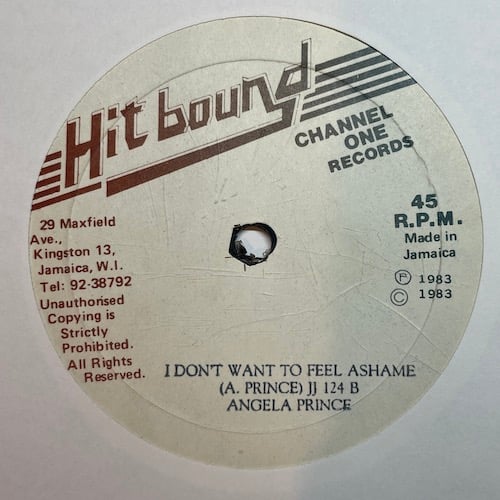 Hit bound
CHANNEL
ONE
RECORDS
29 Maxfield
Ave.,
Kingston 13,
Jamaica, W.I.
Tel: 92-38792
Unauthorised
Copying is
Strictly
Prohibited.
All Rights
Reserved.
45
R.P.M.
Made in
Jamaica
Ⓟ 1983
© 1983
I DON'T WANT TO FEEL ASHAME
(A. PRINCE) JJ 124 B
ANGELA PRINCE